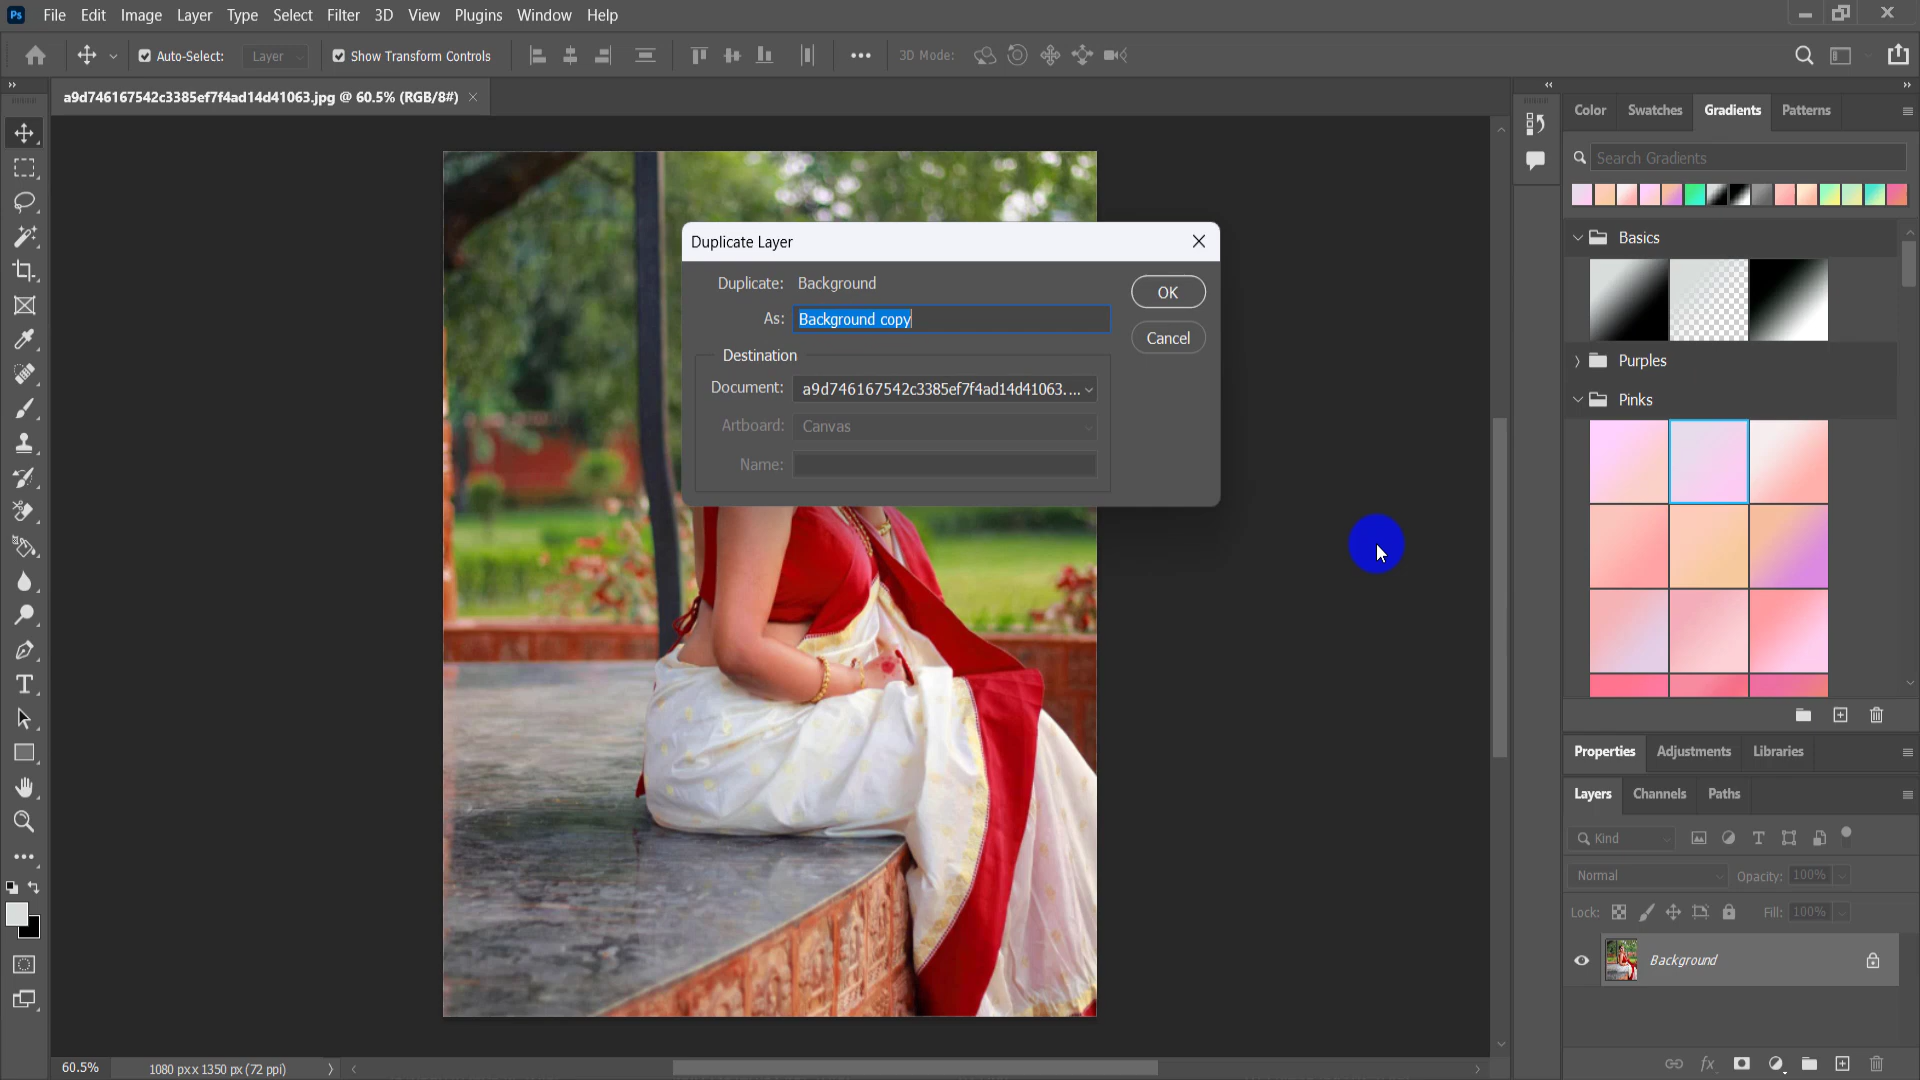 Ps File Edit Image Layer Type Select Filter 3D View Plugins Window Help
Auto-Select: Layer Show Transform Controls 3D Mode:
a9d746167542c3385ef7f4ad14d41063.jpg @ 60.5% (RGB/8#)
Color Swatches Gradients Patterns
Search Gradients
Basics
Purples
Pinks
Duplicate Layer
Duplicate: Background
As: Background copy
OK
Cancel
Destination
Document: a9d746167542c3385ef7f4ad14d41063....
Artboard: Canvas
Name:
Properties Adjustments Libraries
Layers Channels Paths
Kind
Normal Opacity: 100%
Lock: Fill: 100%
Background
fx
60.5% 1080 px x 1350 px (72 ppi)